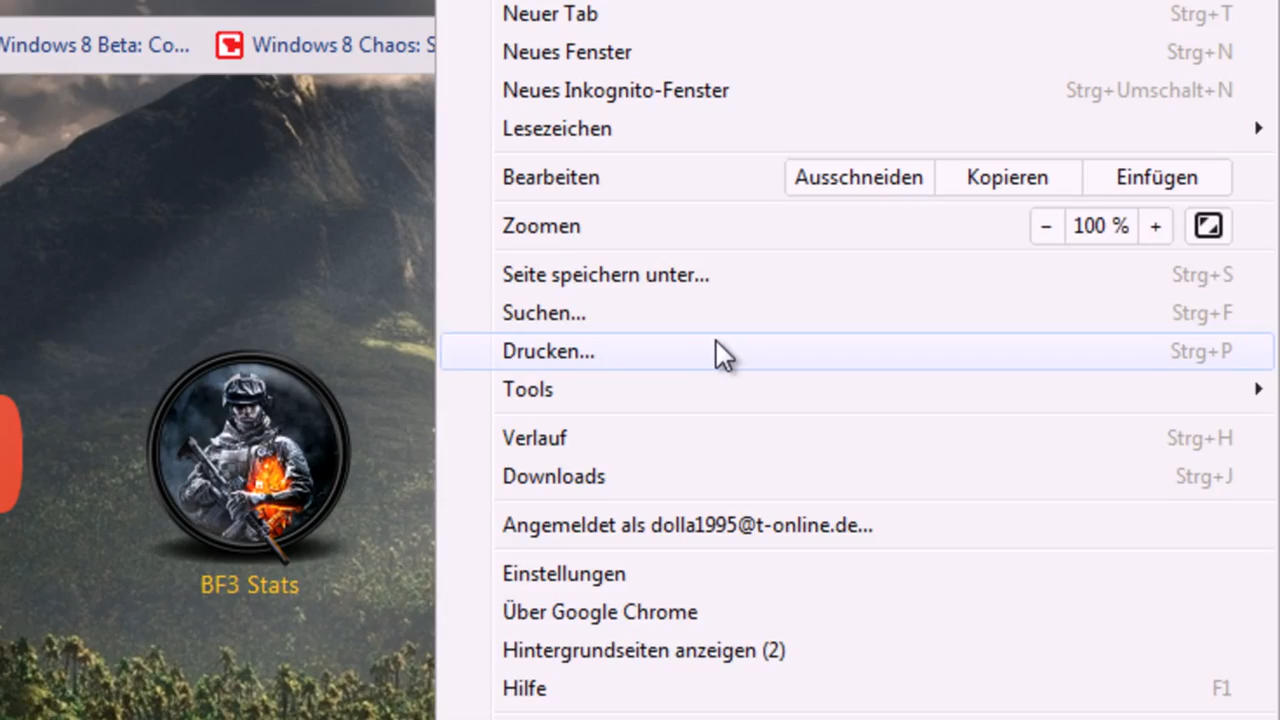 Windows 8 Beta: Co... Windows 8 Chaos: S
Neuer Tab Strg+T
Neues Fenster Strg+N
Neues Inkognito-Fenster Strg+Umschalt+N
Lesezeichen
Bearbeiten Ausschneiden Kopieren Einfügen
Zoomen − 100 % +
Seite speichern unter... Strg+S
Suchen... Strg+F
Drucken... Strg+P
Tools
Verlauf Strg+H
Downloads Strg+J
Angemeldet als dolla1995@t-online.de...
Einstellungen
Über Google Chrome
Hintergrundseiten anzeigen (2)
Hilfe F1
BF3 Stats